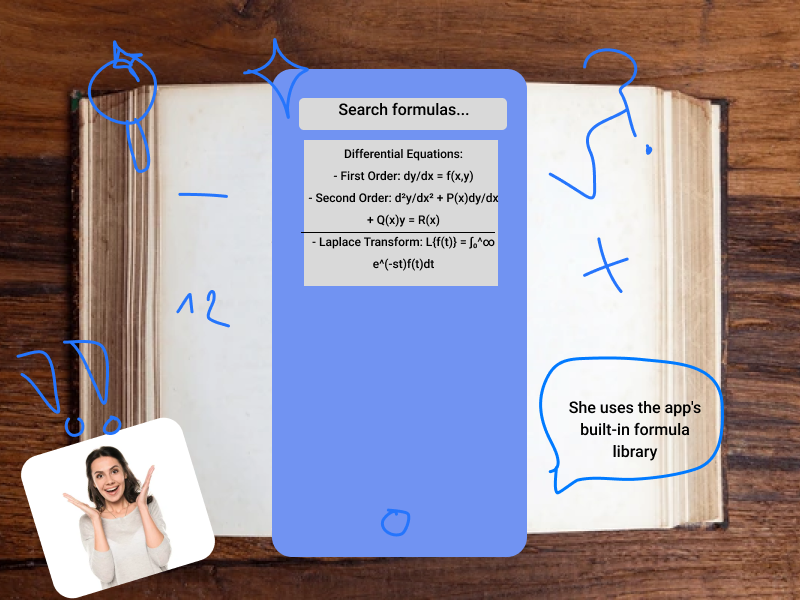 Search formulas...
Differential Equations:
- First Order: dy/dx = f(x,y)
- Second Order: d²y/dx² + P(x)dy/dx
+ Q(x)y = R(x)
- Laplace Transform: L{f(t)} = ∫₀^∞
e^(-st)f(t)dt
^2
She uses the app's
built-in formula
library